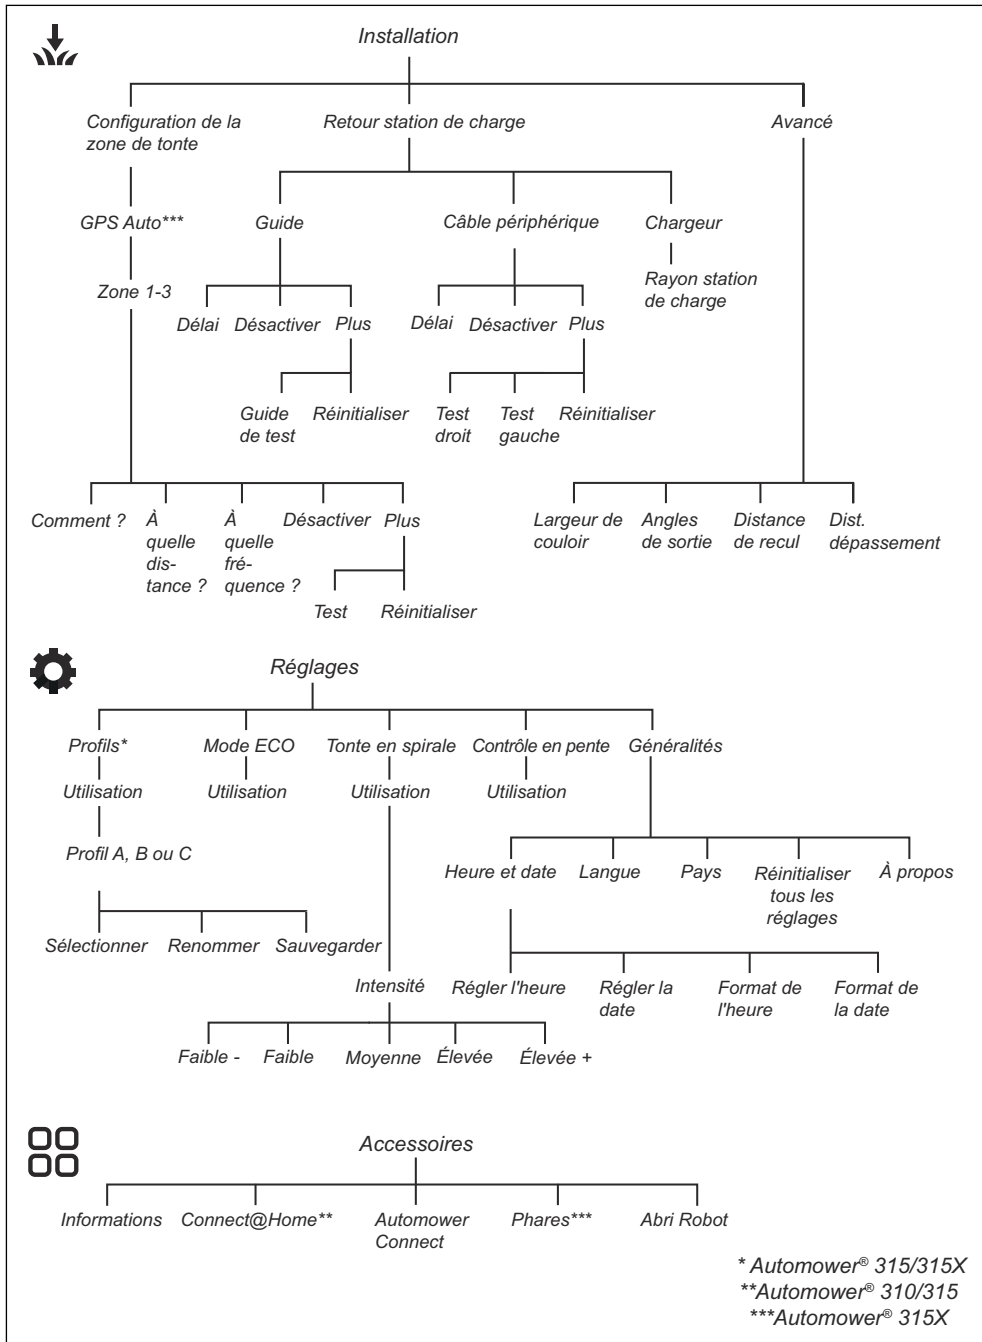 Installation
Configuration de la
zone de tonte
Retour station de charge
Avancé
GPS Auto***
Guide
Câble périphérique
Chargeur
Zone 1-3
Rayon station
de charge
Délai
Désactiver
Plus
Délai
Désactiver
Plus
Guide
de test
Réinitialiser
Test
droit
Test
gauche
Réinitialiser
Comment ?
À
quelle
dis-
tance ?
À
quelle
fré-
quence ?
Désactiver
Plus
Largeur de
couloir
Angles
de sortie
Distance
de recul
Dist.
dépassement
Test
Réinitialiser
Réglages
Profils*
Mode ECO
Tonte en spirale
Contrôle en pente
Généralités
Utilisation
Utilisation
Utilisation
Utilisation
Profil A, B ou C
Heure et date
Langue
Pays
Réinitialiser
tous les
réglages
À propos
Sélectionner
Renommer
Sauvegarder
Intensité
Régler l'heure
Régler la
date
Format de
l'heure
Format de
la date
Faible -
Faible
Moyenne
Élevée
Élevée +
Accessoires
Informations
Connect@Home**
Automower
Connect
Phares***
Abri Robot
* Automower® 315/315X
**Automower® 310/315
***Automower® 315X